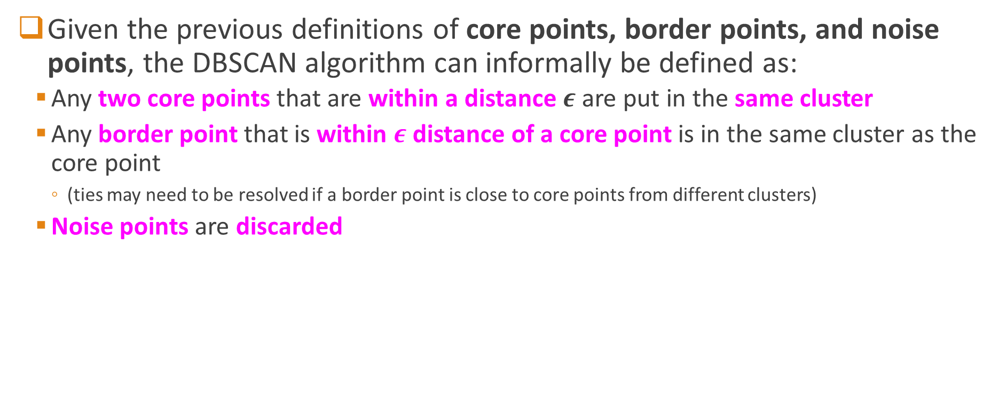 Given the previous definitions of core points, border points, and noise
points, the DBSCAN algorithm can informally be defined as:
Any two core points that are within a distance ϵ are put in the same cluster
Any border point that is within ϵ distance of a core point is in the same cluster as the
core point
(ties may need to be resolved if a border point is close to core points from different clusters)
Noise points are discarded